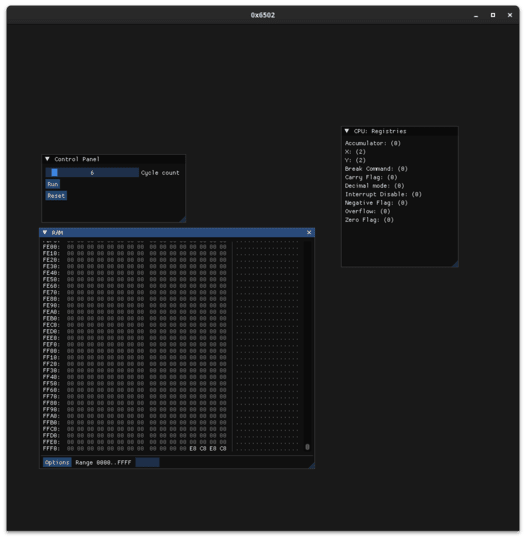 0x6502
CPU: Registries
Accumulator: (0)
X: (2)
Y: (2)
Break Command: (0)
Carry Flag: (0)
Decimal mode: (0)
Interrupt Disable: (0)
Negative Flag: (0)
Overflow: (0)
Zero Flag: (0)
Control Panel
6 Cycle count
Run
Reset
RAM
FE00: 00 00 00 00 00 00 00 00 00 00 00 00 00 00 00 00 ................
FE10: 00 00 00 00 00 00 00 00 00 00 00 00 00 00 00 00 ................
FE20: 00 00 00 00 00 00 00 00 00 00 00 00 00 00 00 00 ................
FE30: 00 00 00 00 00 00 00 00 00 00 00 00 00 00 00 00 ................
FE40: 00 00 00 00 00 00 00 00 00 00 00 00 00 00 00 00 ................
FE50: 00 00 00 00 00 00 00 00 00 00 00 00 00 00 00 00 ................
FE60: 00 00 00 00 00 00 00 00 00 00 00 00 00 00 00 00 ................
FE70: 00 00 00 00 00 00 00 00 00 00 00 00 00 00 00 00 ................
FE80: 00 00 00 00 00 00 00 00 00 00 00 00 00 00 00 00 ................
FE90: 00 00 00 00 00 00 00 00 00 00 00 00 00 00 00 00 ................
FEA0: 00 00 00 00 00 00 00 00 00 00 00 00 00 00 00 00 ................
FEB0: 00 00 00 00 00 00 00 00 00 00 00 00 00 00 00 00 ................
FEC0: 00 00 00 00 00 00 00 00 00 00 00 00 00 00 00 00 ................
FED0: 00 00 00 00 00 00 00 00 00 00 00 00 00 00 00 00 ................
FEE0: 00 00 00 00 00 00 00 00 00 00 00 00 00 00 00 00 ................
FEF0: 00 00 00 00 00 00 00 00 00 00 00 00 00 00 00 00 ................
FF00: 00 00 00 00 00 00 00 00 00 00 00 00 00 00 00 00 ................
FF10: 00 00 00 00 00 00 00 00 00 00 00 00 00 00 00 00 ................
FF20: 00 00 00 00 00 00 00 00 00 00 00 00 00 00 00 00 ................
FF30: 00 00 00 00 00 00 00 00 00 00 00 00 00 00 00 00 ................
FF40: 00 00 00 00 00 00 00 00 00 00 00 00 00 00 00 00 ................
FF50: 00 00 00 00 00 00 00 00 00 00 00 00 00 00 00 00 ................
FF60: 00 00 00 00 00 00 00 00 00 00 00 00 00 00 00 00 ................
FF70: 00 00 00 00 00 00 00 00 00 00 00 00 00 00 00 00 ................
FF80: 00 00 00 00 00 00 00 00 00 00 00 00 00 00 00 00 ................
FF90: 00 00 00 00 00 00 00 00 00 00 00 00 00 00 00 00 ................
FFA0: 00 00 00 00 00 00 00 00 00 00 00 00 00 00 00 00 ................
FFB0: 00 00 00 00 00 00 00 00 00 00 00 00 00 00 00 00 ................
FFC0: 00 00 00 00 00 00 00 00 00 00 00 00 00 00 00 00 ................
FFD0: 00 00 00 00 00 00 00 00 00 00 00 00 00 00 00 00 ................
FFE0: 00 00 00 00 00 00 00 00 00 00 00 00 00 00 00 00 ................
FFF0: 00 00 00 00 00 00 00 00 00 00 00 00 E8 C8 E8 C8 ................
Options Range 0000..FFFF